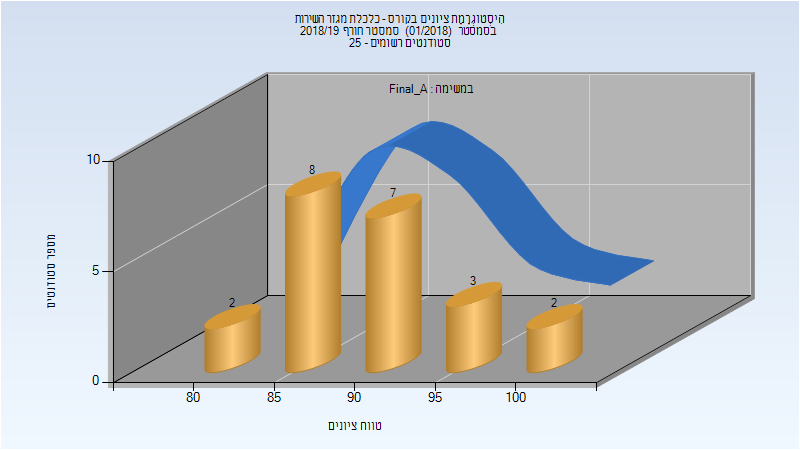 היסטוגרמת ציונים בקורס - כלכלת מגזר השירות
בסמסטר (01/2018) סמסטר חורף 2018/19
סטודנטים רשומים - 25
במשימה : Final_A
מספר סטודנטים
10
5
0
2
8
7
3
2
80
85
90
95
100
טווח ציונים